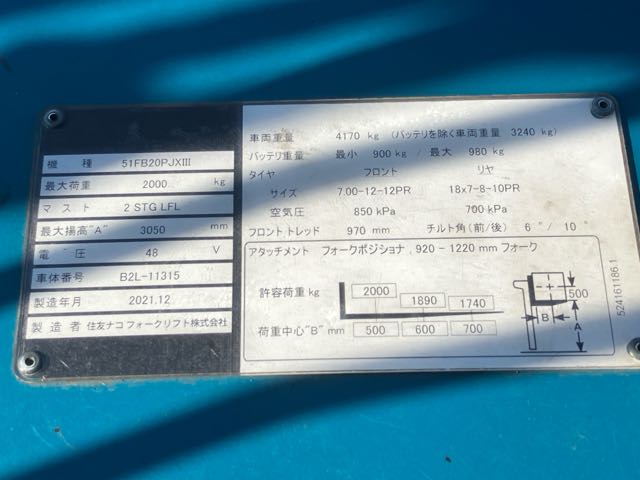 機 種 51FB20PJXIII
最大荷重 2000 kg
マスト 2 STG LFL
最大揚高"A" 3050 mm
電 圧 48 V
車体番号 B2L-11315
製造年月 2021.12
製造者 住友ナコフォークリフト株式会社
車両重量 4170 kg (バッテリを除く車両重量 3240 kg)
バッテリ重量 最小 900 kg / 最大 980 kg
タイヤ フロント リヤ
サイズ 7.00-12-12PR 18x7-8-10PR
空気圧 850 kPa 700 kPa
フロントトレッド 970 mm チルト角(前/後) 6°/ 10°
アタッチメント フォークポジショナ, 920-1220 mm フォーク
許容荷重 kg 2000 1890 1740
荷重中心"B" mm 500 600 700
500
B
A
524161186.1